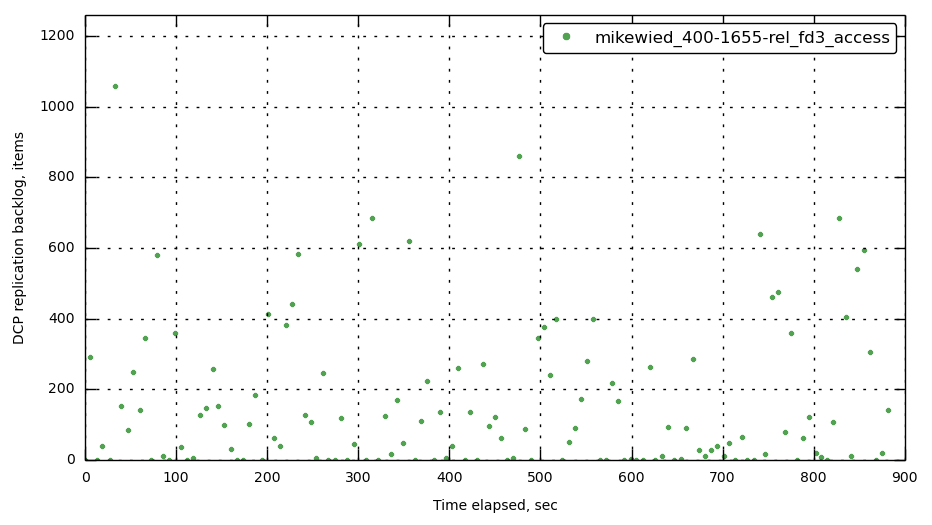 1200
mikewied_400-1655-rel_fd3_access
1000
800
600
400
200
0
DCP replication backlog, items
0 100 200 300 400 500 600 700 800 900
Time elapsed, sec